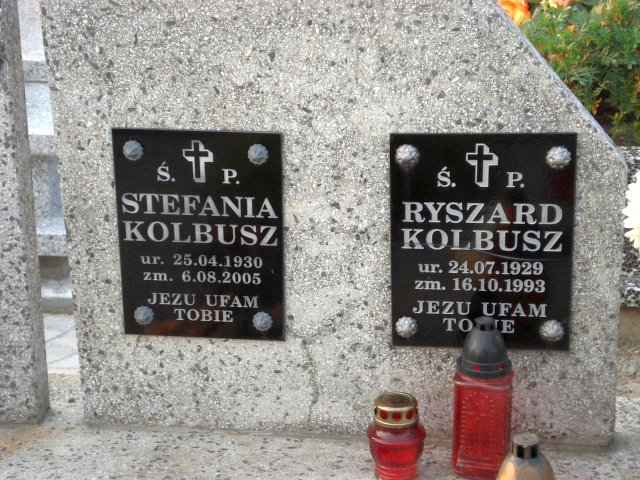 Ś. P.
STEFANIA
KOLBUSZ
ur. 25.04.1930
zm. 6.08.2005
JEZU UFAM
TOBIE
Ś. P.
RYSZARD
KOLBUSZ
ur. 24.07.1929
zm. 16.10.1993
JEZU UFAM
TOBIE